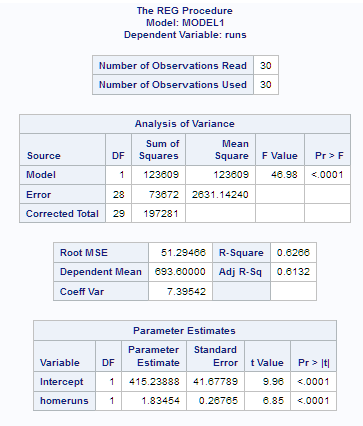 The REG Procedure
Model: MODEL1
Dependent Variable: runs
Number of Observations Read 30
Number of Observations Used 30
Analysis of Variance
Source DF Sum of Squares Mean Square F Value Pr > F
Model 1 123609 123609 46.98 <.0001
Error 28 73672 2631.14240
Corrected Total 29 197281
Root MSE 51.29466 R-Square 0.6266
Dependent Mean 693.60000 Adj R-Sq 0.6132
Coeff Var 7.39542
Parameter Estimates
Variable DF Parameter Estimate Standard Error t Value Pr > |t|
Intercept 1 415.23888 41.67789 9.96 <.0001
homeruns 1 1.83454 0.26765 6.85 <.0001